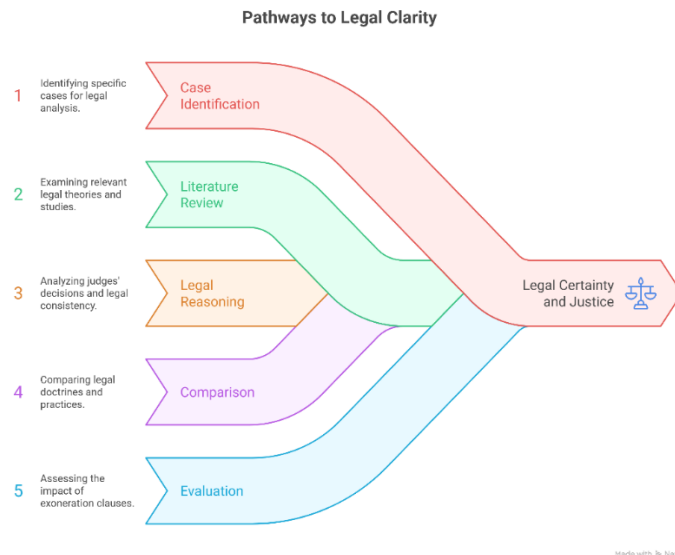 Pathways to Legal Clarity
1
Identifying specific
cases for legal
analysis.
Case
Identification
2
Examining relevant
legal theories and
studies.
Literature
Review
3
Analyzing judges'
decisions and legal
consistency.
Legal
Reasoning
Legal Certainty
and Justice
4
Comparing legal
doctrines and
practices.
Comparison
5
Assessing the
impact of
exoneration clauses.
Evaluation
Made with